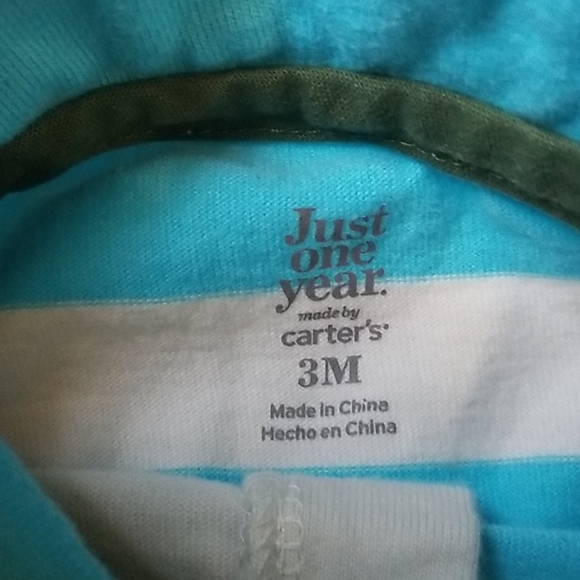 Just
one
year.
made by
carter's
3M
Made in China
Hecho en China